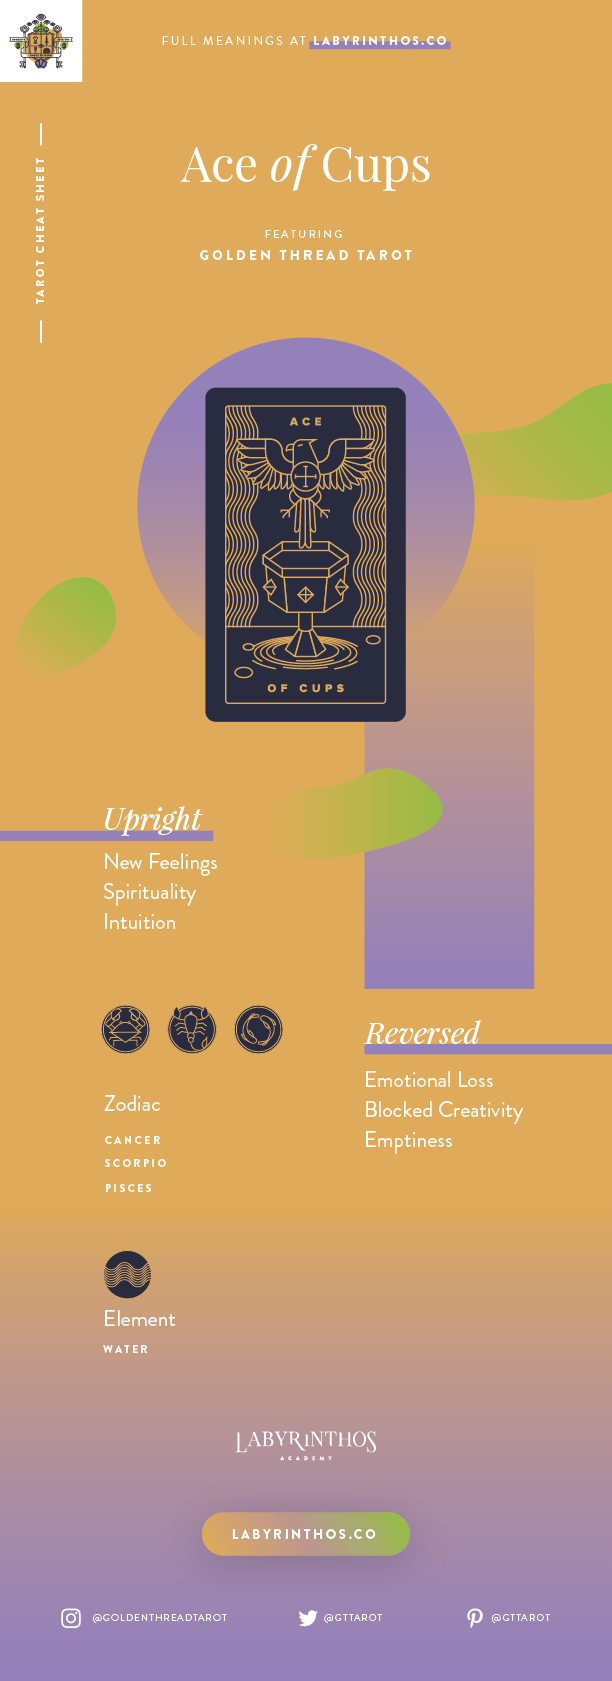 FULL MEANINGS AT LABYRINTHOS.CO
TAROT CHEAT SHEET
Ace of Cups
FEATURING
GOLDEN THREAD TAROT
ACE
OF CUPS
Upright
New Feelings
Spirituality
Intuition
Reversed
Emotional Loss
Blocked Creativity
Emptiness
Zodiac
CANCER
SCORPIO
PISCES
Element
WATER
LABYRINTHOS
ACADEMY
LABYRINTHOS.CO
@GOLDENTHREADTAROT
@GTTAROT
@GTTAROT